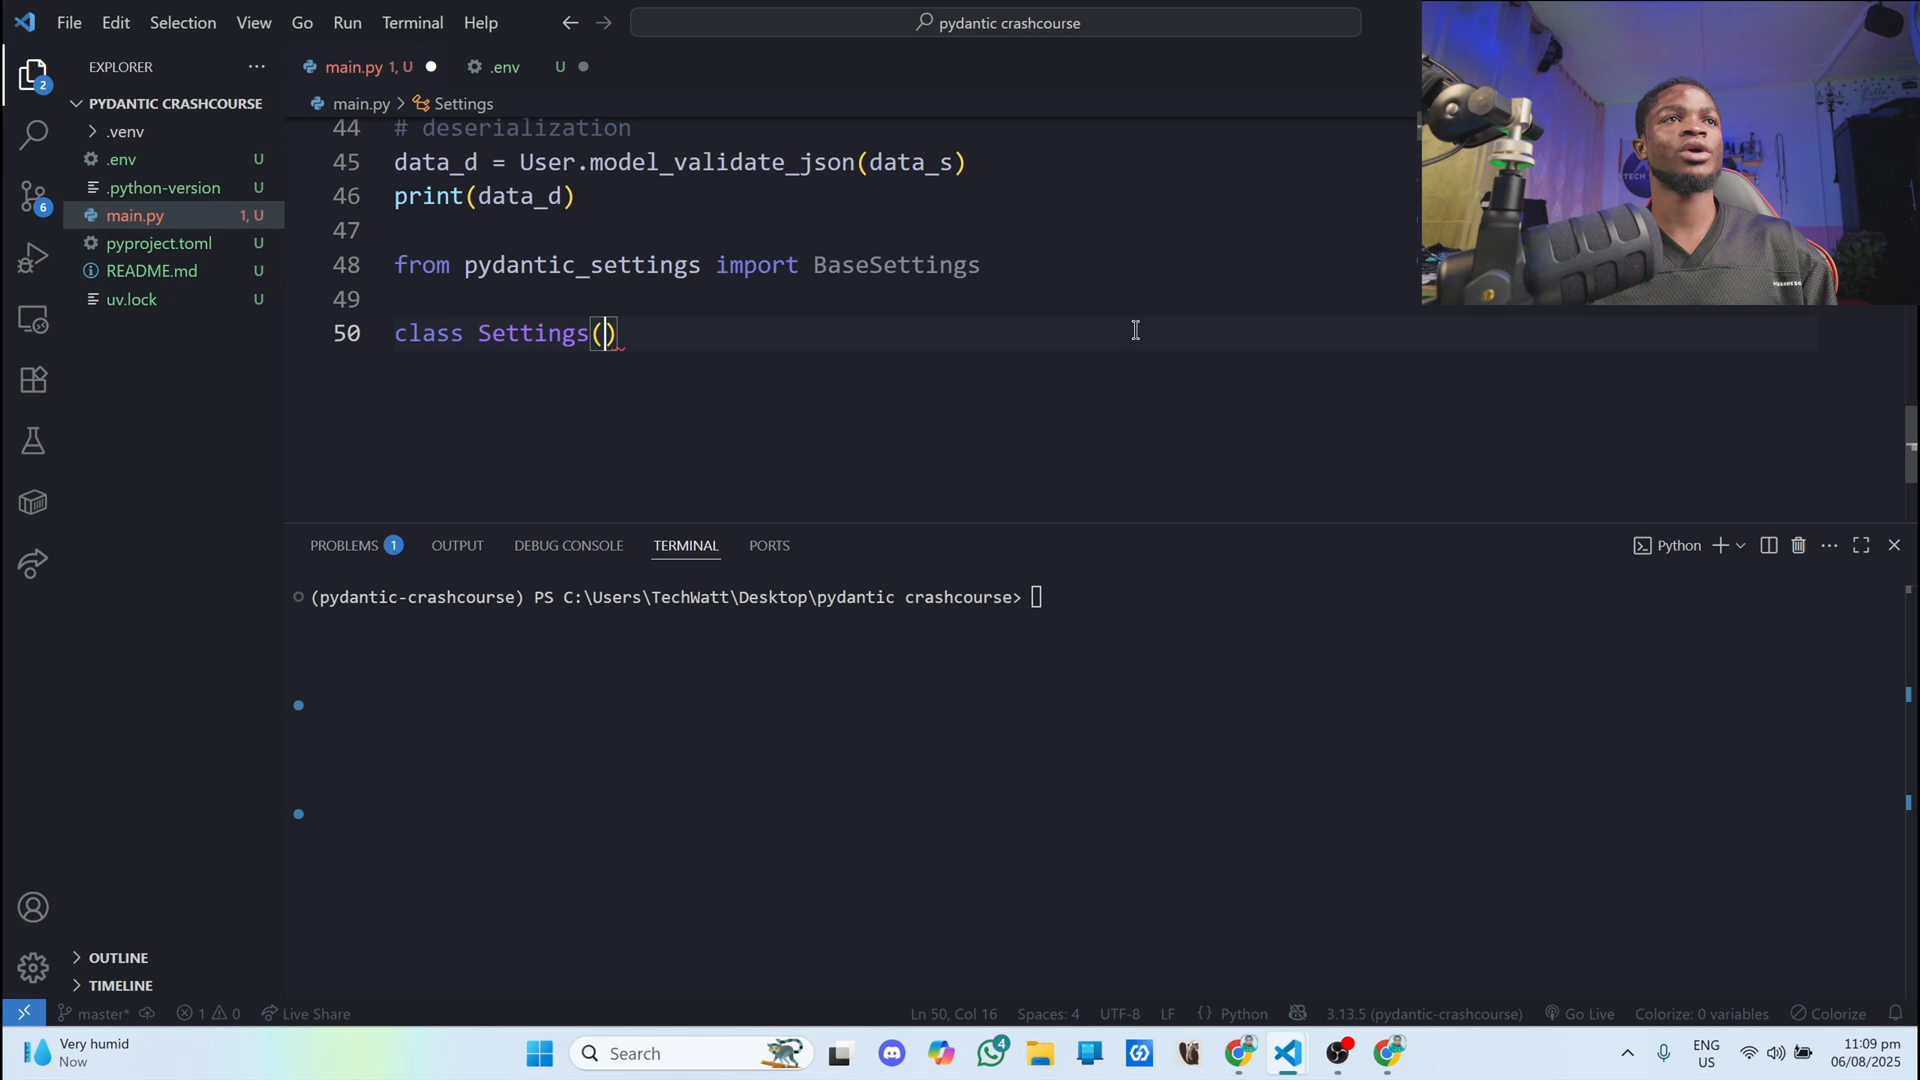 File Edit Selection View Go Run Terminal Help
pydantic crashcourse
EXPLORER
main.py 1, U
.env U
PYDANTIC CRASHCOURSE
main.py > Settings
.venv
.env U
.python-version U
main.py 1, U
pyproject.toml U
README.md U
uv.lock U
2
6
44 # deserialization
45 data_d = User.model_validate_json(data_s)
46 print(data_d)
47
48 from pydantic_settings import BaseSettings
49
50 class Settings()
TECH
PROBLEMS 1 OUTPUT DEBUG CONSOLE TERMINAL PORTS
Python
(pydantic-crashcourse) PS C:\Users\TechWatt\Desktop\pydantic crashcourse>
OUTLINE
TIMELINE
master* 1 0 Live Share
Ln 50, Col 16 Spaces: 4 UTF-8 LF {} Python 3.13.5 (pydantic-crashcourse) Go Live Colorize: 0 variables Colorize
Very humid
Now
Search
4
ENG
US
11:09 pm
06/08/2025